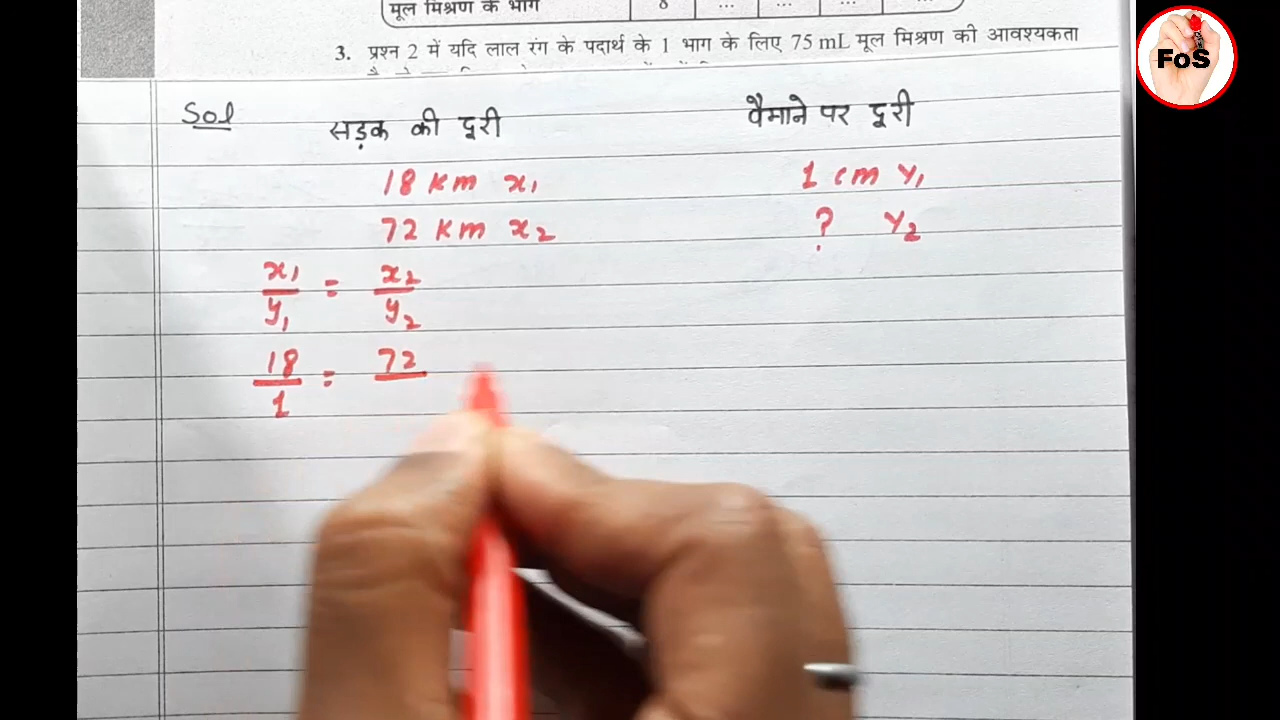 मूल मिश्रण के भाग 8 ... ... ... ...
3. प्रश्न 2 में यदि लाल रंग के पदार्थ के 1 भाग के लिए 75 mL मूल मिश्रण की आवश्यकता
FoS
Sol सड़क की दूरी पैमाने पर दूरी
18 km x₁ 1 cm y₁
72 km x₂ ? y₂
x₁/y₁ = x₂/y₂
18/1 = 72/